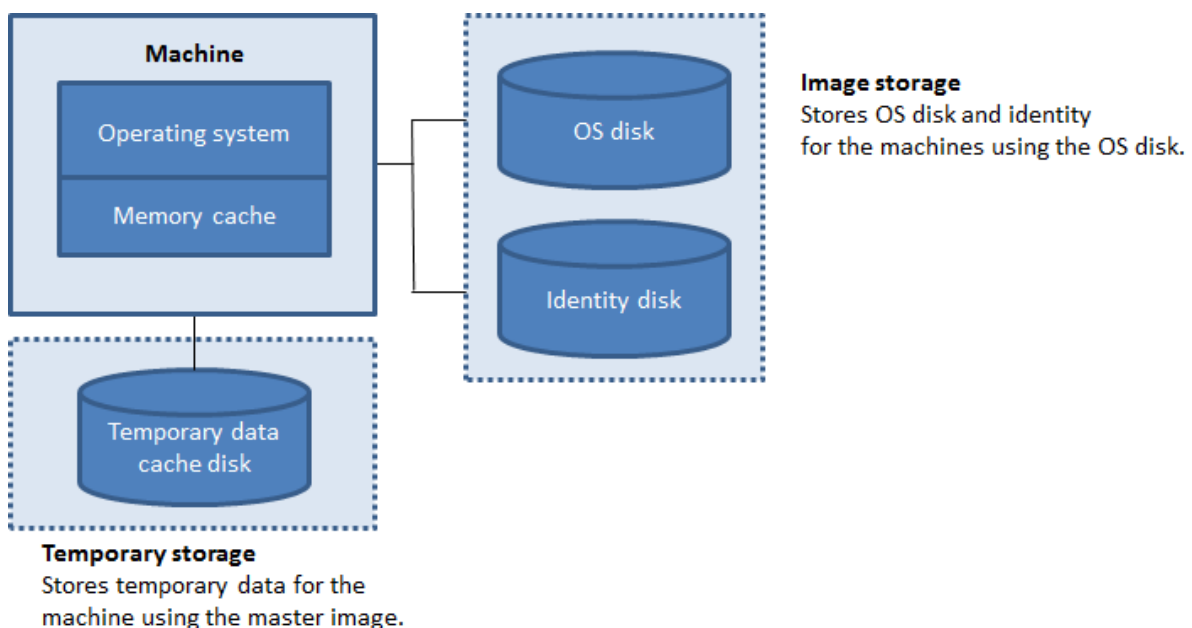 Machine
Operating system
Memory cache
OS disk
Identity disk
Image storage
Stores OS disk and identity
for the machines using the OS disk.
Temporary data
cache disk
Temporary storage
Stores temporary data for the
machine using the master image.